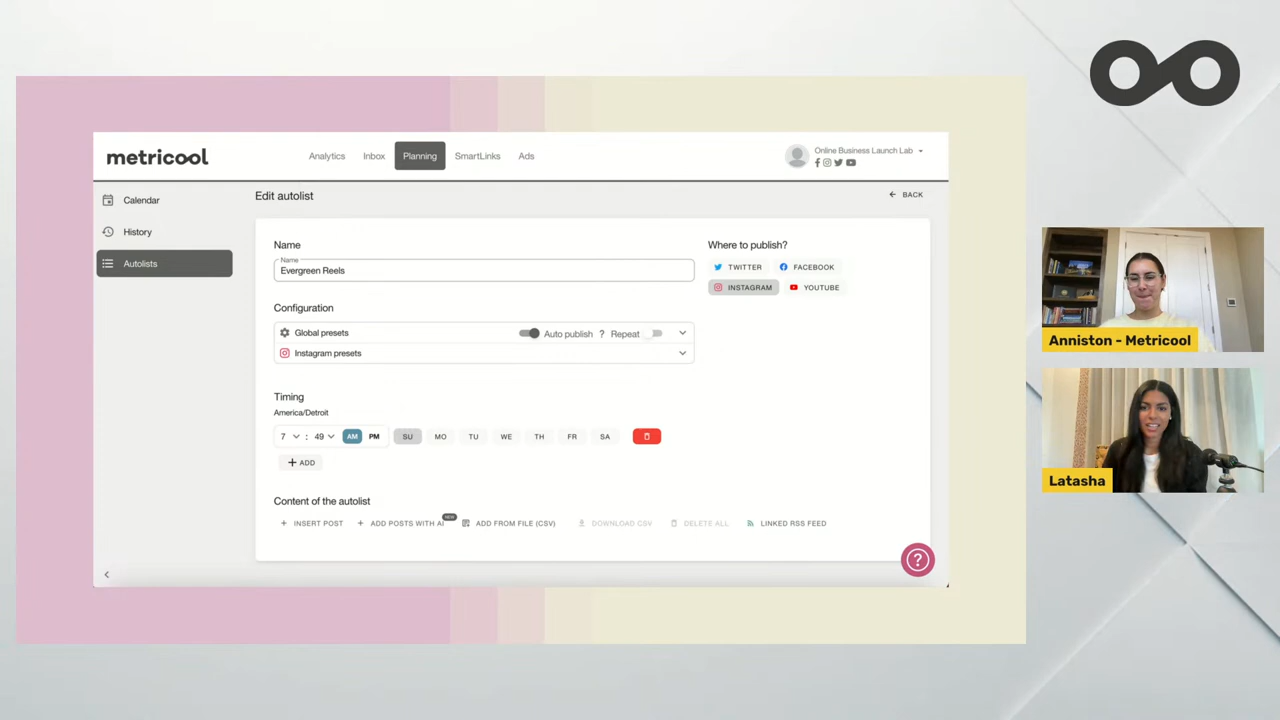 metricool
Analytics
Inbox
Planning
SmartLinks
Ads
Online Business Launch Lab
Calendar
History
Autolists
Edit autolist
BACK
Name
Name
Evergreen Reels
Where to publish?
TWITTER
FACEBOOK
INSTAGRAM
YOUTUBE
Configuration
Global presets
Auto publish ? Repeat
Instagram presets
Timing
America/Detroit
7 : 49 AM PM SU MO TU WE TH FR SA
+ ADD
Content of the autolist
+ INSERT POST
+ ADD POSTS WITH AI
NEW
ADD FROM FILE (CSV)
DOWNLOAD CSV
DELETE ALL
LINKED RSS FEED
?
Anniston - Metricool
Latasha